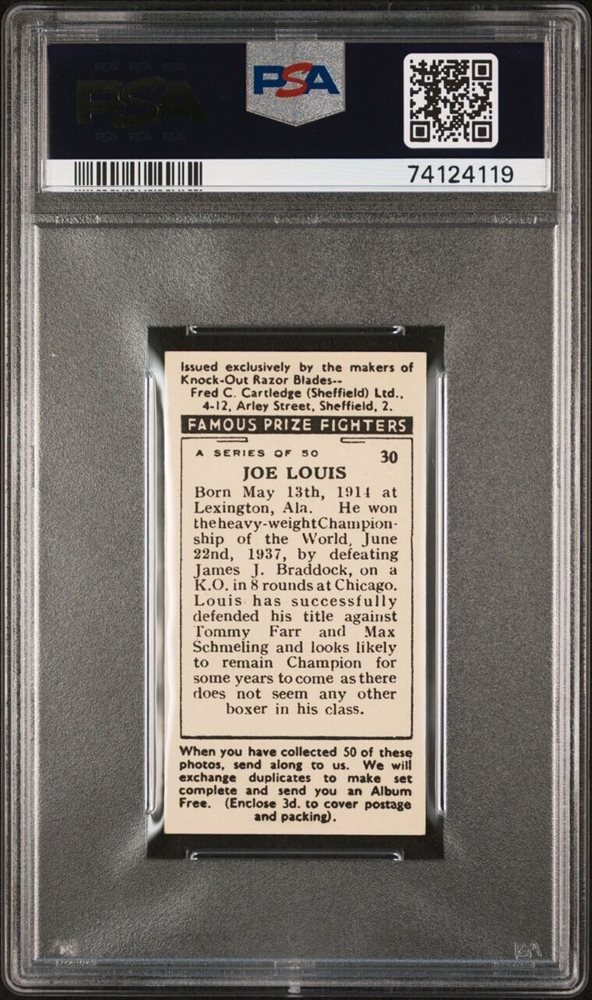 PSA
PSA
74124119
Issued exclusively by the makers of
Knock-Out Razor Blades--
Fred C. Cartledge (Sheffield) Ltd.,
4-12, Arley Street, Sheffield, 2.
FAMOUS PRIZE FIGHTERS
A SERIES OF 50 30
JOE LOUIS
Born May 13th, 1914 at
Lexington, Ala. He won
the heavy-weight Champion-
ship of the World, June
22nd, 1937, by defeating
James J. Braddock, on a
K.O. in 8 rounds at Chicago.
Louis has successfully
defended his title against
Tommy Farr and Max
Schmeling and looks likely
to remain Champion for
some years to come as there
does not seem any other
boxer in his class.
When you have collected 50 of these
photos, send along to us. We will
exchange duplicates to make set
complete and send you an Album
Free. (Enclose 3d. to cover postage
and packing).
PSA